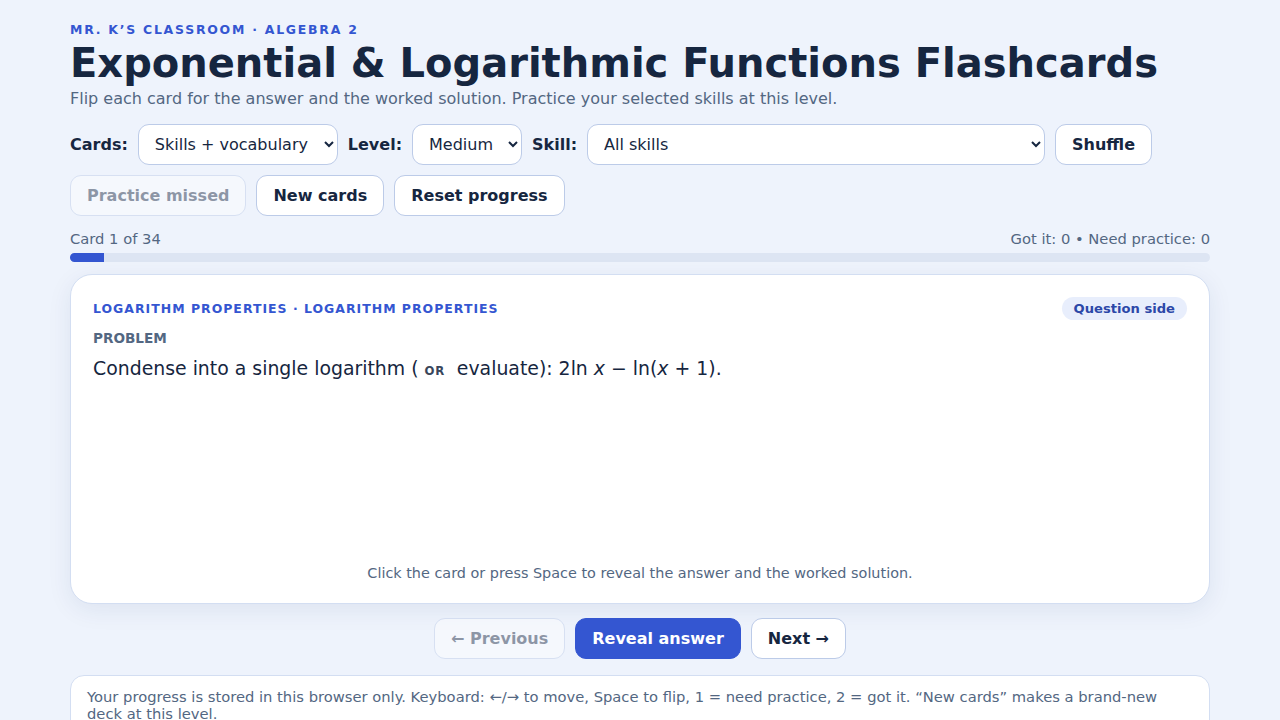 MR. K’S CLASSROOM · ALGEBRA 2
Exponential & Logarithmic Functions Flashcards
Flip each card for the answer and the worked solution. Practice your selected skills at this level.
Cards: Skills + vocabulary Level: Medium Skill: All skills Shuffle
Practice missed New cards Reset progress
Card 1 of 34 Got it: 0 • Need practice: 0
LOGARITHM PROPERTIES · LOGARITHM PROPERTIES Question side
PROBLEM
Condense into a single logarithm ( OR evaluate): 2ln x − ln(x + 1).
Click the card or press Space to reveal the answer and the worked solution.
← Previous Reveal answer Next →
Your progress is stored in this browser only. Keyboard: ←/→ to move, Space to flip, 1 = need practice, 2 = got it. “New cards” makes a brand-new
deck at this level.